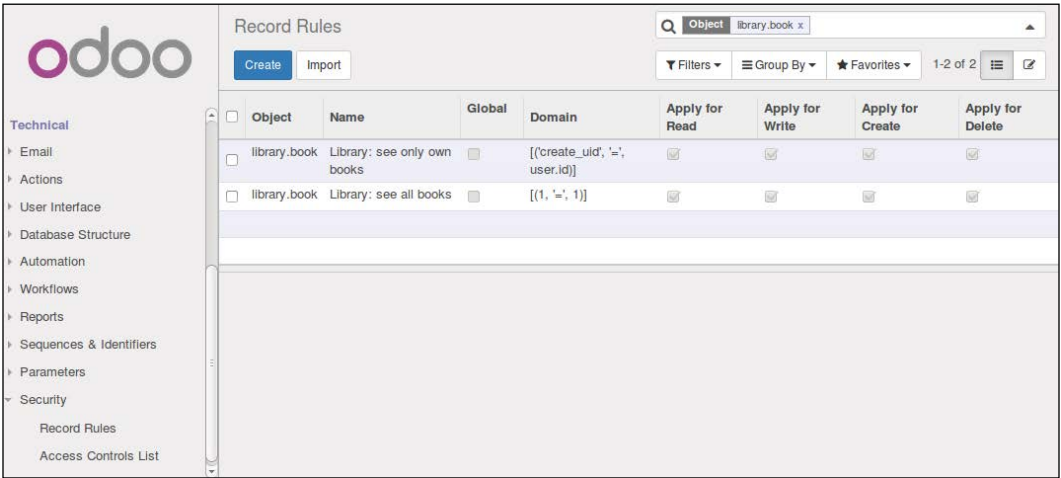 odoo
Technical
Email
Actions
User Interface
Database Structure
Automation
Workflows
Reports
Sequences & Identifiers
Parameters
Security
Record Rules
Access Controls List
Record Rules
Object library.book x
Create Import
Filters Group By Favorites 1-2 of 2
Object Name Global Domain Apply for Read Apply for Write Apply for Create Apply for Delete
library.book Library: see only own books [('create_uid', '=', user.id)]
library.book Library: see all books [(1, '=', 1)]